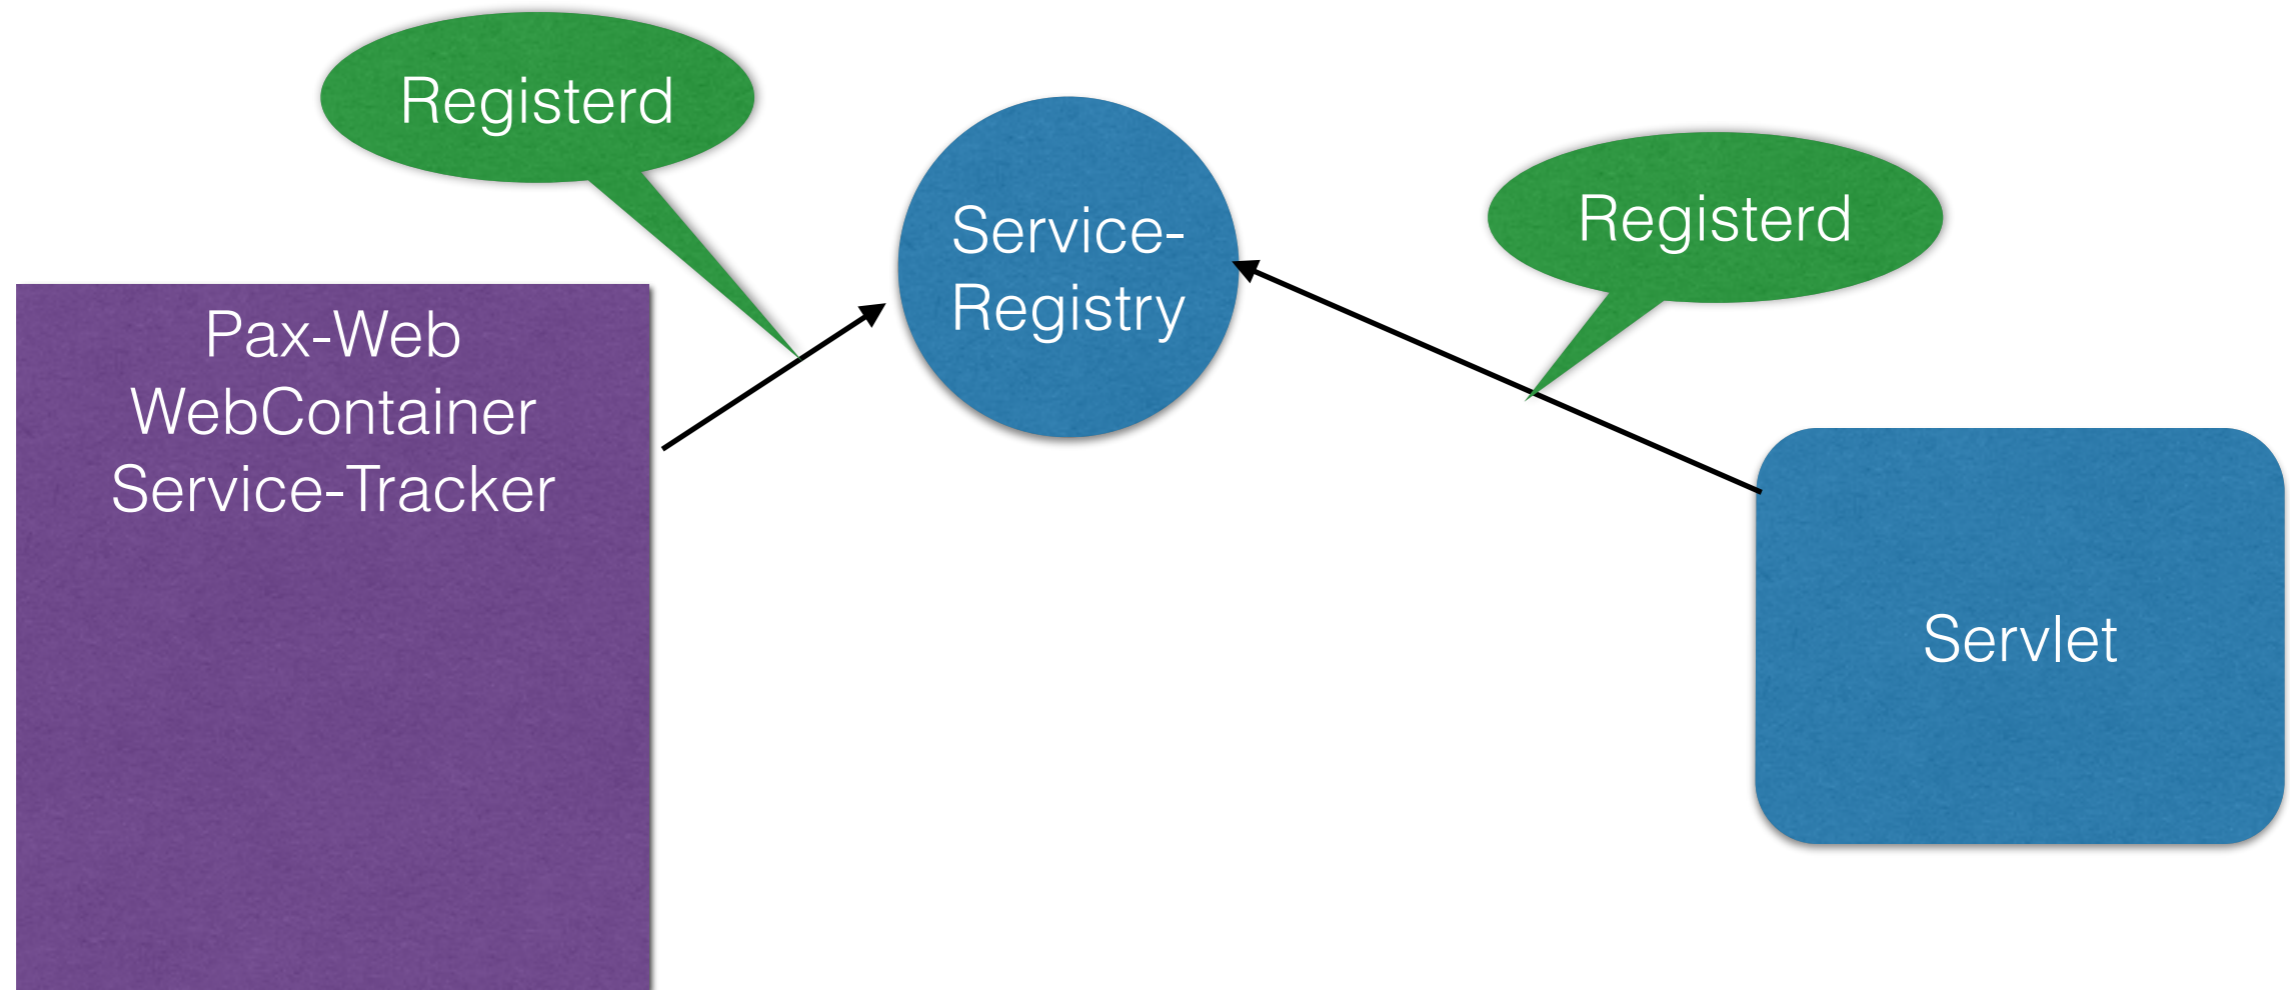 Registerd
Service-
Registry
Registerd
Pax-Web
WebContainer
Service-Tracker
Servlet